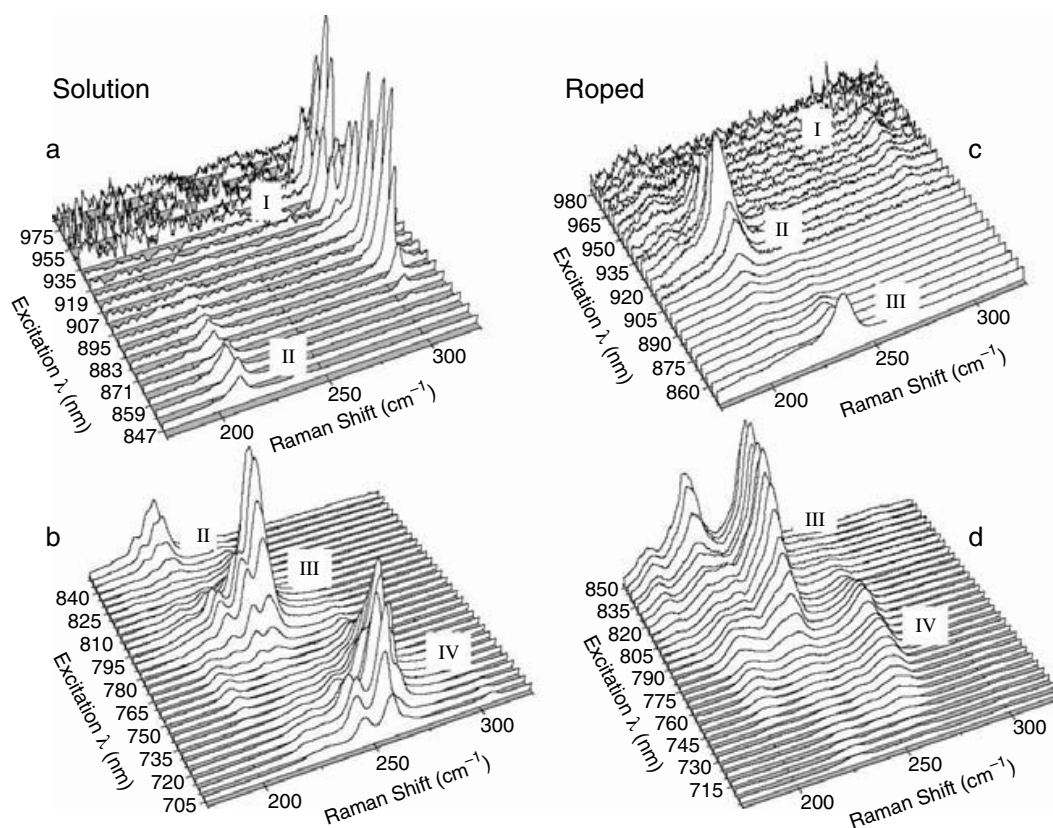 Solution
Roped
a
I
II
975
955
935
919
907
895
883
871
859
847
Excitation λ (nm)
200
250
300
Raman Shift (cm⁻¹)
c
I
II
III
980
965
950
935
920
905
890
875
860
Excitation λ (nm)
200
250
300
Raman Shift (cm⁻¹)
b
II
III
IV
840
825
810
795
780
765
750
735
720
705
Excitation λ (nm)
200
250
300
Raman Shift (cm⁻¹)
d
III
IV
850
835
820
805
790
775
760
745
730
715
Excitation λ (nm)
200
250
300
Raman Shift (cm⁻¹)